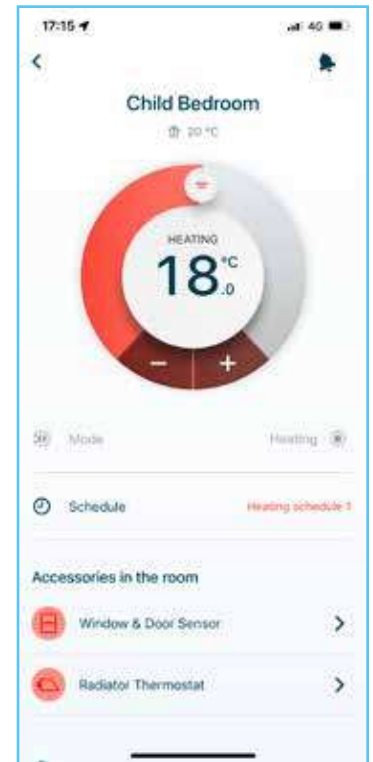 17:15 4G
Child Bedroom
20 °C
HEATING
18.0 °C
− +
Mode Heating
Schedule Heating schedule 1
Accessories in the room
Window & Door Sensor
Radiator Thermostat